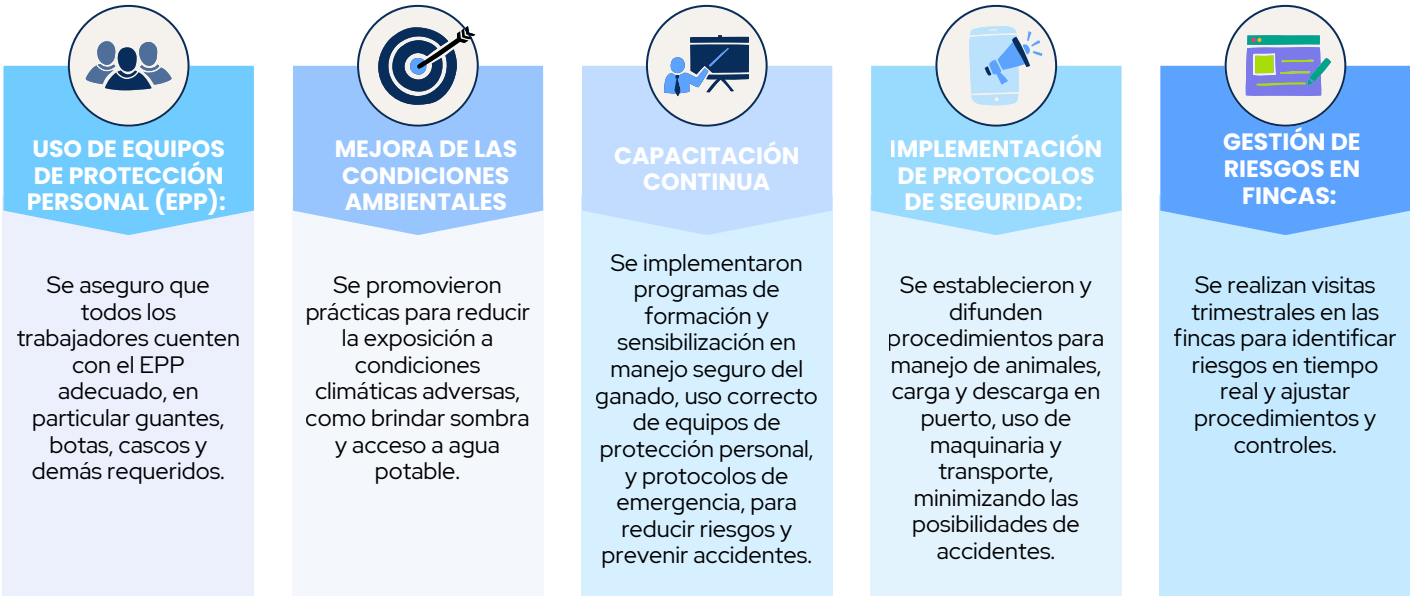 USO DE EQUIPOS
DE PROTECCIÓN
PERSONAL (EPP):
Se aseguro que
todos los
trabajadores cuenten
con el EPP
adecuado, en
particular guantes,
botas, cascos y
demás requeridos.
MEJORA DE LAS
CONDICIONES
AMBIENTALES
Se promovieron
prácticas para reducir
la exposición a
condiciones
climáticas adversas,
como brindar sombra
y acceso a agua
potable.
CAPACITACIÓN
CONTINUA
Se implementaron
programas de
formación y
sensibilización en
manejo seguro del
ganado, uso correcto
de equipos de
protección personal,
y protocolos de
emergencia, para
reducir riesgos y
prevenir accidentes.
IMPLEMENTACIÓN
DE PROTOCOLOS
DE SEGURIDAD:
Se establecieron y
difunden
procedimientos para
manejo de animales,
carga y descarga en
puerto, uso de
maquinaria y
transporte,
minimizando las
posibilidades de
accidentes.
GESTIÓN DE
RIESGOS EN
FINCAS:
Se realizan visitas
trimestrales en las
fincas para identificar
riesgos en tiempo
real y ajustar
procedimientos y
controles.